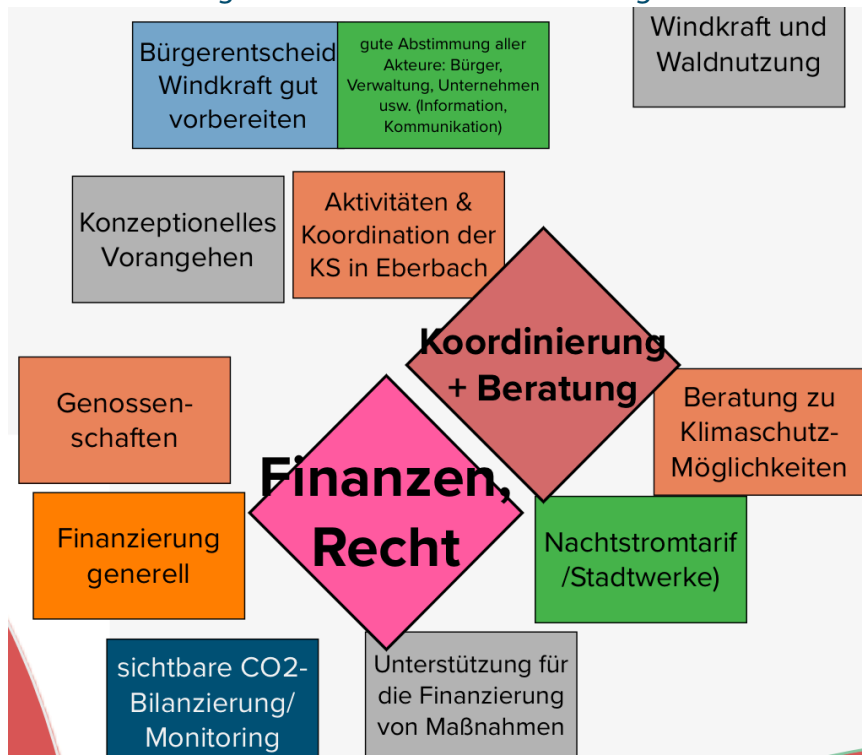 Windkraft und
Waldnutzung
Bürgerentscheid
Windkraft gut
vorbereiten
gute Abstimmung aller
Akteure: Bürger,
Verwaltung, Unternehmen
usw. (Information,
Kommunikation)
Konzeptionelles
Vorangehen
Aktivitäten &
Koordination der
KS in Eberbach
Koordinierung
+ Beratung
Genossen-
schaften
Beratung zu
Klimaschutz-
Möglichkeiten
Finanzen,
Recht
Finanzierung
generell
Nachtstromtarif
/Stadtwerke)
sichtbare CO2-
Bilanzierung/
Monitoring
Unterstützung für
die Finanzierung
von Maßnahmen